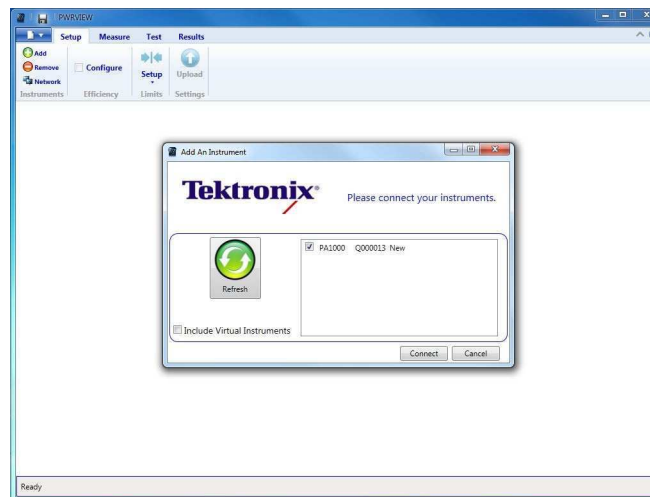 PWRVIEW
Setup Measure Test Results
Add
Remove
Network
Configure
Setup
Upload
Instruments Efficiency Limits Settings
Add An Instrument
Tektronix®
Please connect your instruments.
PA1000 Q000013 New
Refresh
Include Virtual Instruments
Connect Cancel
Ready